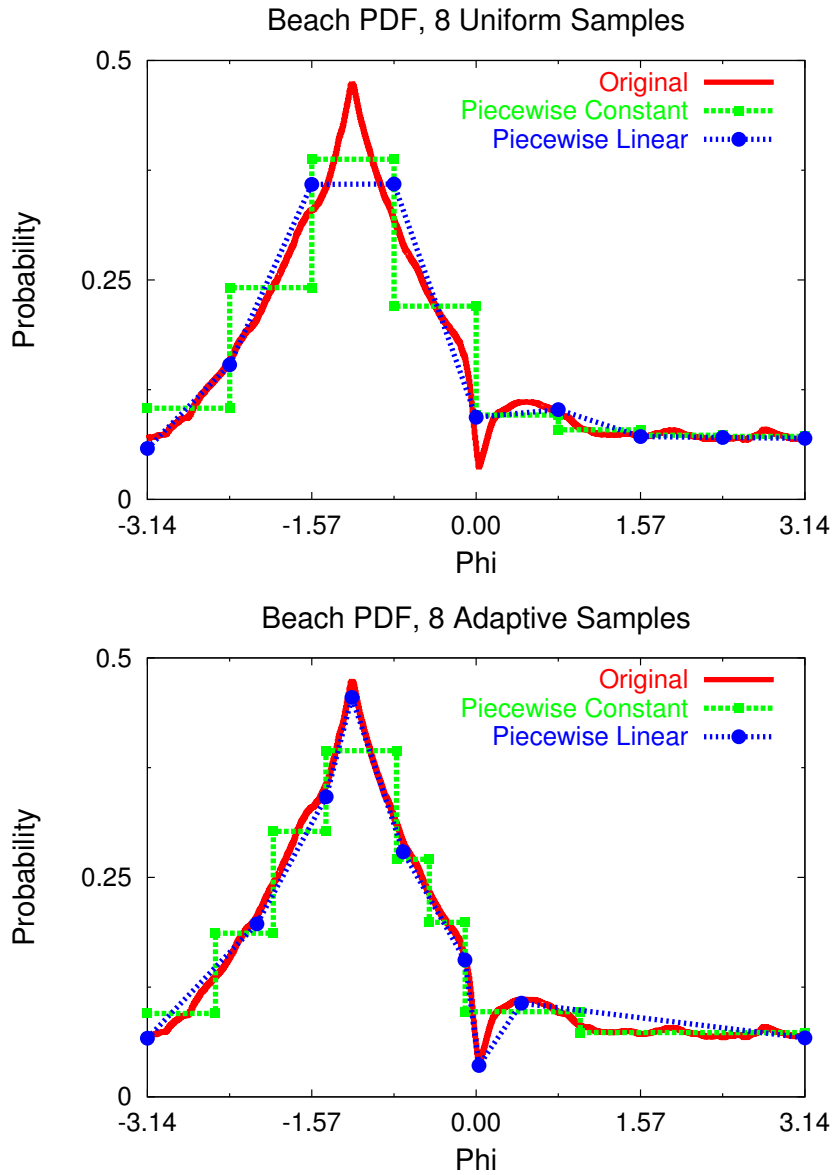 Beach PDF, 8 Uniform Samples
0.5
Original
Piecewise Constant
Piecewise Linear
0.25
Probability
0
-3.14 -1.57 0.00 1.57 3.14
Phi
Beach PDF, 8 Adaptive Samples
0.5
Original
Piecewise Constant
Piecewise Linear
0.25
Probability
0
-3.14 -1.57 0.00 1.57 3.14
Phi